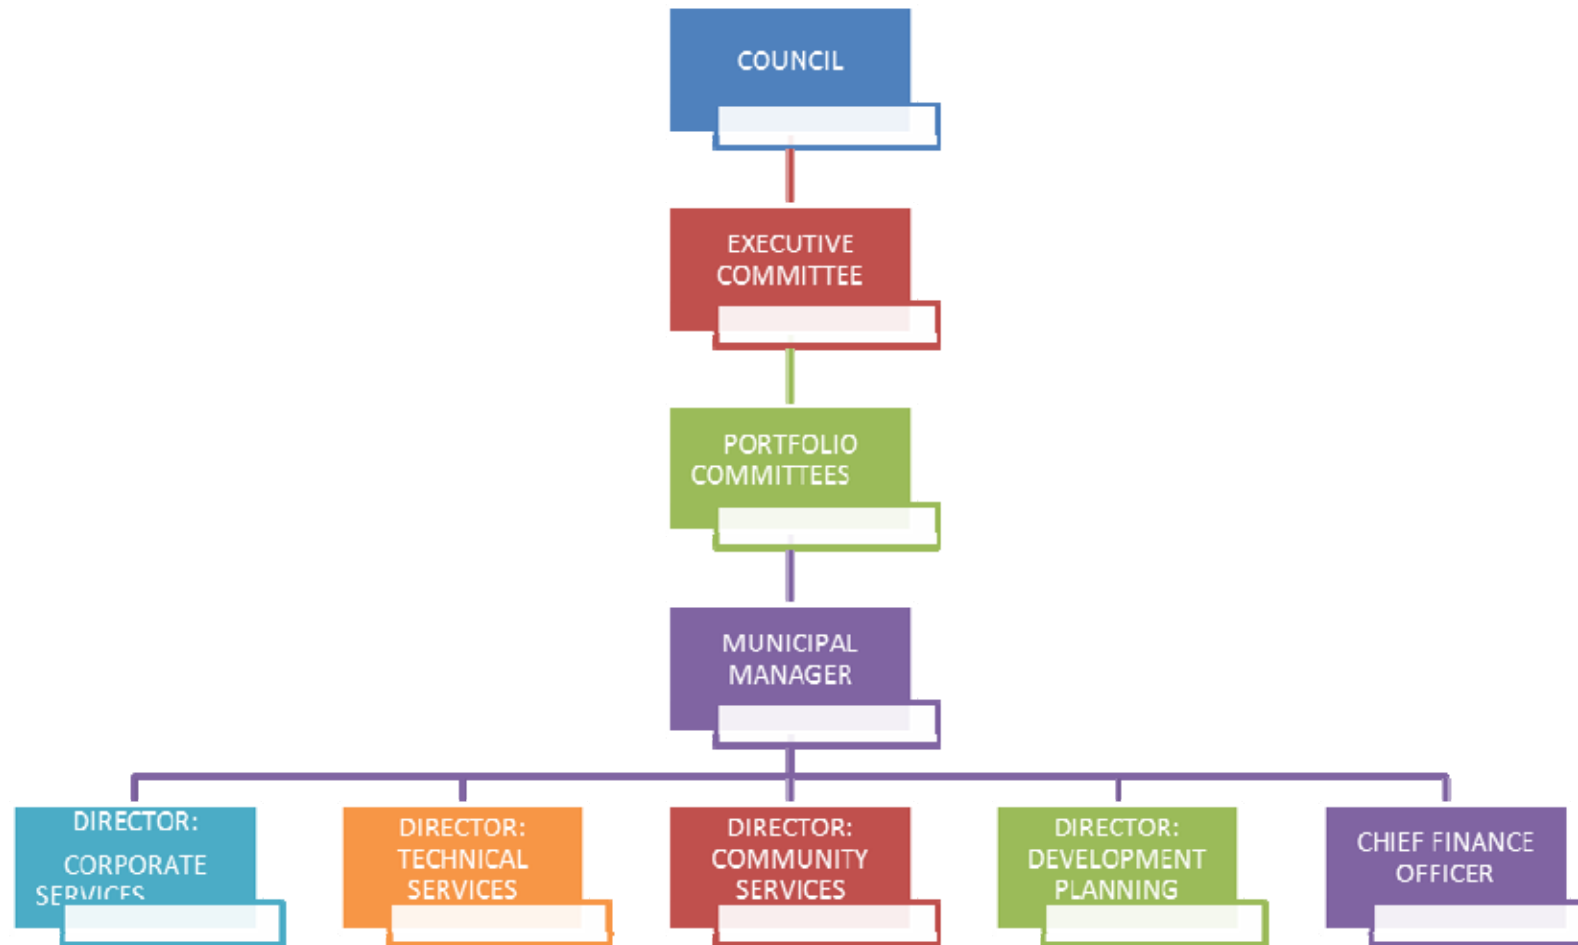 COUNCIL
EXECUTIVE
COMMITTEE
PORTFOLIO
COMMITTEES
MUNICIPAL
MANAGER
DIRECTOR:
CORPORATE
SERVICES
DIRECTOR:
TECHNICAL
SERVICES
DIRECTOR:
COMMUNITY
SERVICES
DIRECTOR:
DEVELOPMENT
PLANNING
CHIEF FINANCE
OFFICER